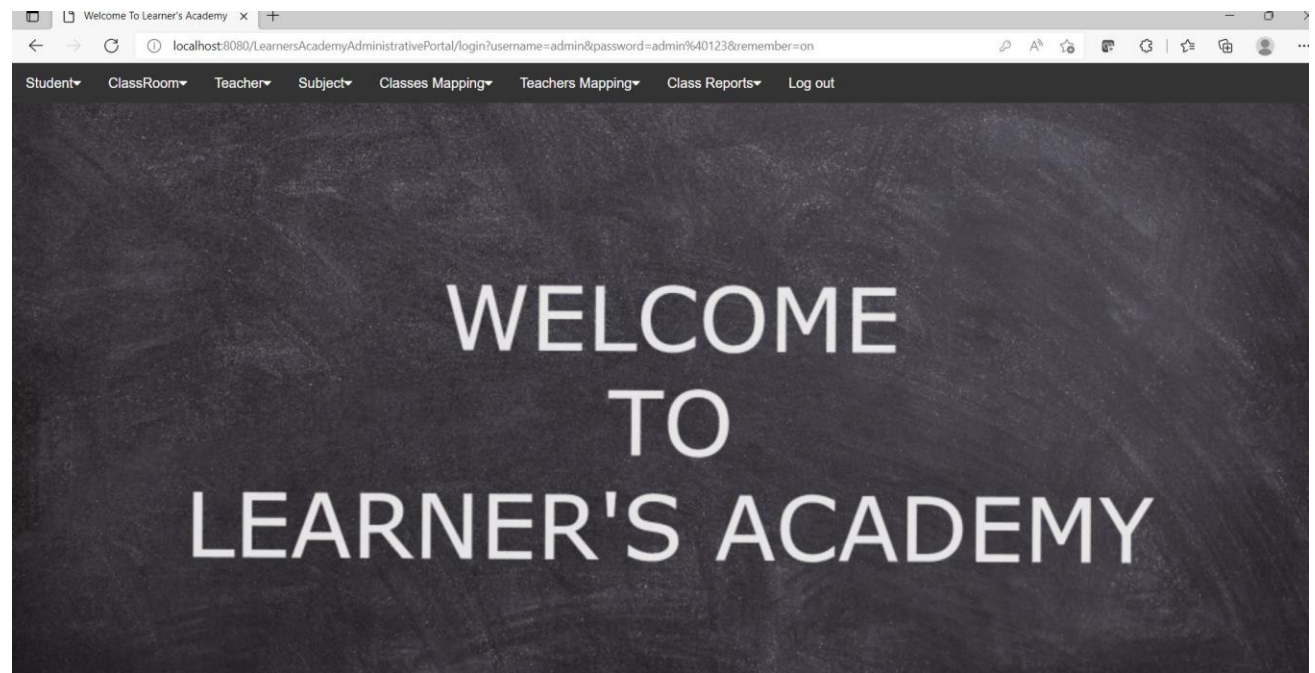 Welcome To Learner's Academy
localhost:8080/LearnersAcademyAdministrativePortal/login?username=admin&password=admin%40123&remember=on
Student ClassRoom Teacher Subject Classes Mapping Teachers Mapping Class Reports Log out
WELCOME
TO
LEARNER'S ACADEMY